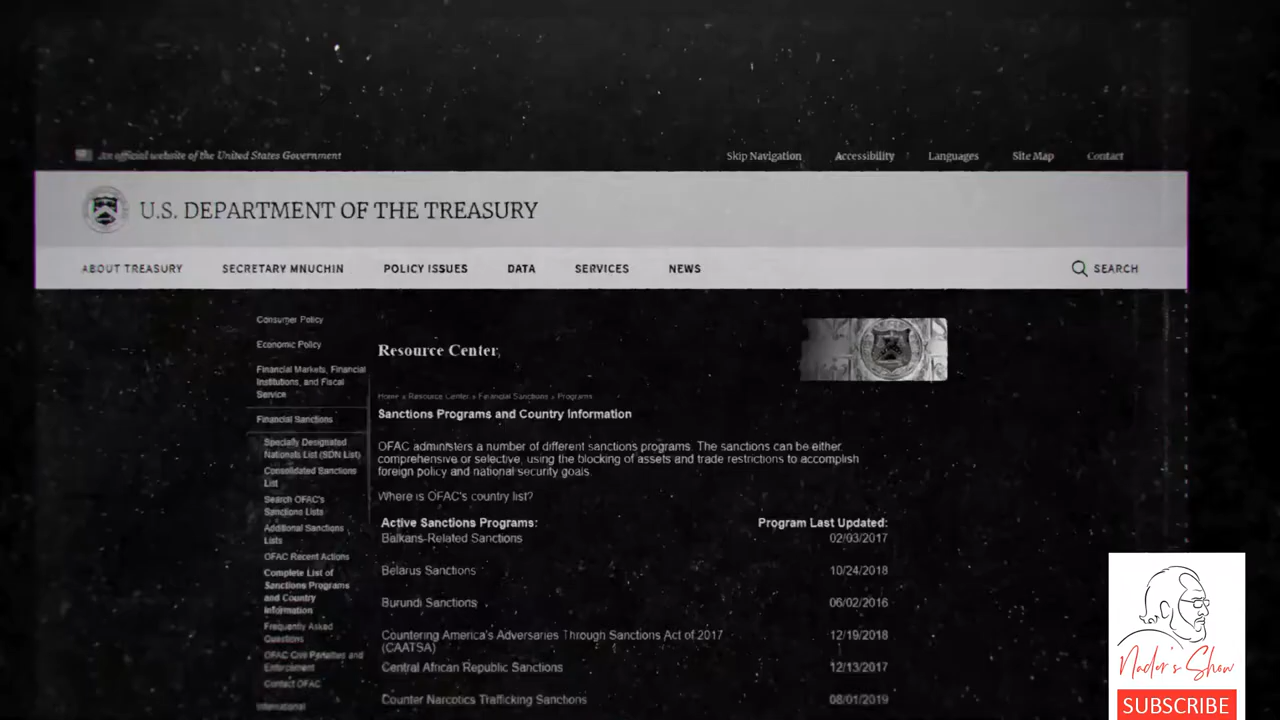 An official website of the United States Government
Skip Navigation Accessibility Languages Site Map Contact
U.S. DEPARTMENT OF THE TREASURY
ABOUT TREASURY SECRETARY MNUCHIN POLICY ISSUES DATA SERVICES NEWS SEARCH
Consumer Policy
Economic Policy
Financial Markets, Financial
Institutions, and Fiscal
Service
Financial Sanctions
Specially Designated
Nationals List (SDN List)
Consolidated Sanctions
List
Search OFAC's
Sanctions Lists
Additional Sanctions
Lists
OFAC Recent Actions
Complete List of
Sanctions Programs
and Country
Information
Frequently Asked
Questions
OFAC Civil Penalties and
Enforcement
Contact OFAC
International
Resource Center
Home » Resource Center » Financial Sanctions » Programs
Sanctions Programs and Country Information
OFAC administers a number of different sanctions programs. The sanctions can be either
comprehensive or selective, using the blocking of assets and trade restrictions to accomplish
foreign policy and national security goals.
Where is OFAC's country list?
Active Sanctions Programs: Program Last Updated:
Balkans-Related Sanctions 02/03/2017
Belarus Sanctions 10/24/2018
Burundi Sanctions 06/02/2016
Countering America's Adversaries Through Sanctions Act of 2017 12/19/2018
(CAATSA)
Central African Republic Sanctions 12/13/2017
Counter Narcotics Trafficking Sanctions 08/01/2019
Nader's Show
SUBSCRIBE